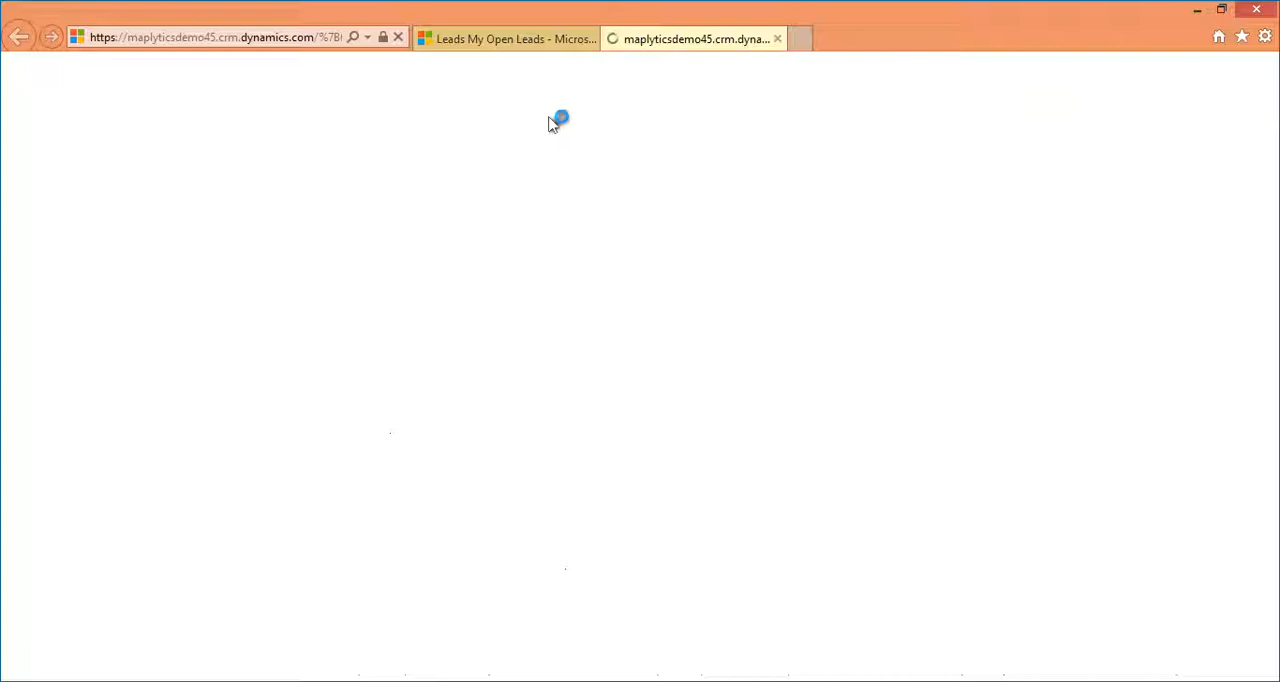 https://maplyticsdemo45.crm.dynamics.com/%7B
Leads My Open Leads - Micros...
maplyticsdemo45.crm.dyna...